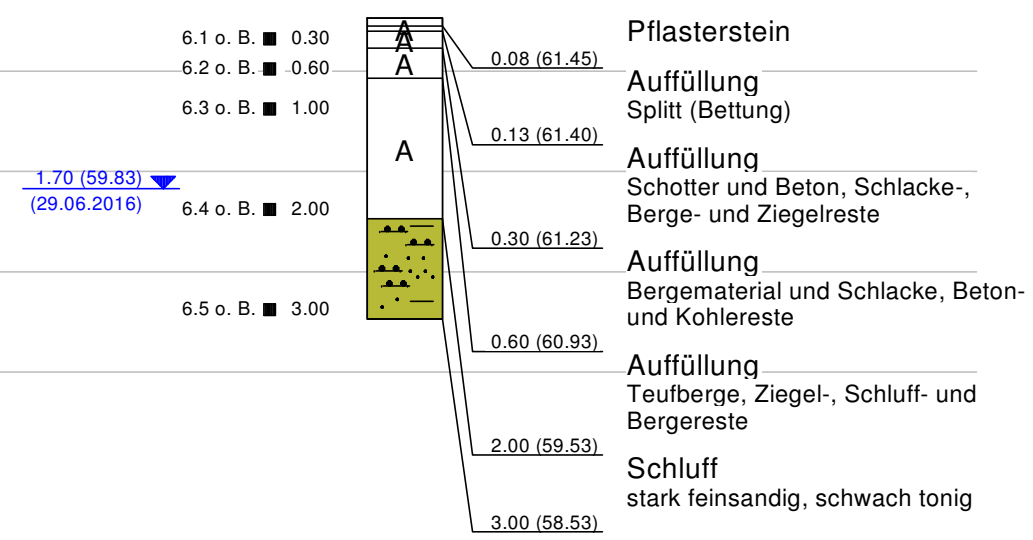 6.1 o. B. 0.30
6.2 o. B. 0.60
6.3 o. B. 1.00
1.70 (59.83)
(29.06.2016)
6.4 o. B. 2.00
6.5 o. B. 3.00
A
A
A
A
0.08 (61.45)
0.13 (61.40)
0.30 (61.23)
0.60 (60.93)
2.00 (59.53)
3.00 (58.53)
Pflasterstein
Auffüllung
Splitt (Bettung)
Auffüllung
Schotter und Beton, Schlacke-,
Berge- und Ziegelreste
Auffüllung
Bergematerial und Schlacke, Beton-
und Kohlereste
Auffüllung
Teufberge, Ziegel-, Schluff- und
Bergereste
Schluff
stark feinsandig, schwach tonig